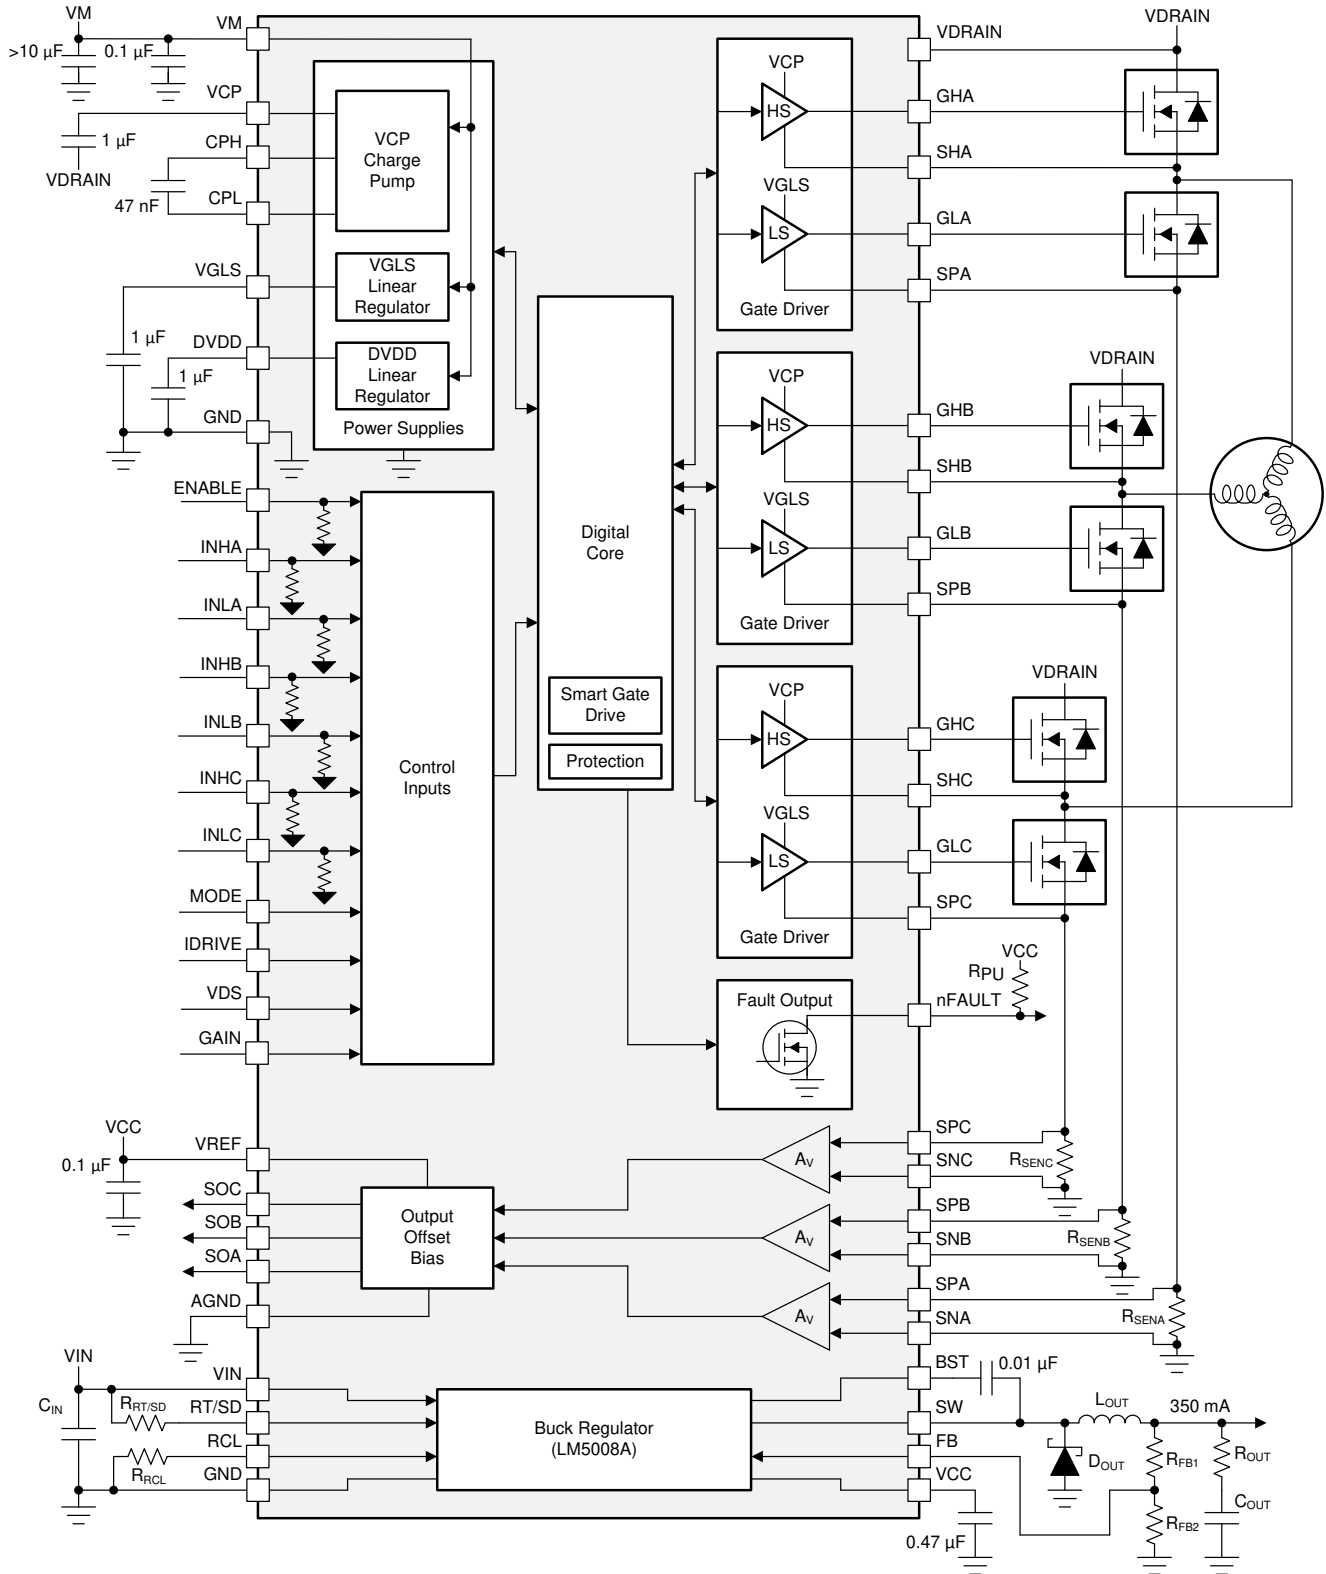 VM
>10 µF
0.1 µF
VM
VCP
1 µF
VDRAIN
CPH
47 nF
CPL
VGLS
1 µF
DVDD
1 µF
GND
VCP
Charge
Pump
VGLS
Linear
Regulator
DVDD
Linear
Regulator
Power Supplies
ENABLE
INHA
INLA
INHB
INLB
INHC
INLC
MODE
IDRIVE
VDS
GAIN
Control
Inputs
Digital
Core
Smart Gate
Drive
Protection
VCP
HS
VGLS
LS
Gate Driver
VCP
HS
VGLS
LS
Gate Driver
VCP
HS
VGLS
LS
Gate Driver
Fault Output
VDRAIN
VDRAIN
GHA
SHA
GLA
SPA
VDRAIN
GHB
SHB
GLB
SPB
VDRAIN
GHC
SHC
GLC
SPC
VCC
RPU
nFAULT
VCC
0.1 µF
VREF
SOC
SOB
SOA
AGND
Output
Offset
Bias
AV
AV
AV
SPC
SNC
RSENC
SPB
SNB
RSENB
SPA
SNA
RSENA
VIN
CIN
RRT/SD
RRCL
VIN
RT/SD
RCL
GND
Buck Regulator
(LM5008A)
BST
0.01 µF
SW
FB
VCC
0.47 µF
LOUT
350 mA
DOUT
RFB1
RFB2
ROUT
COUT